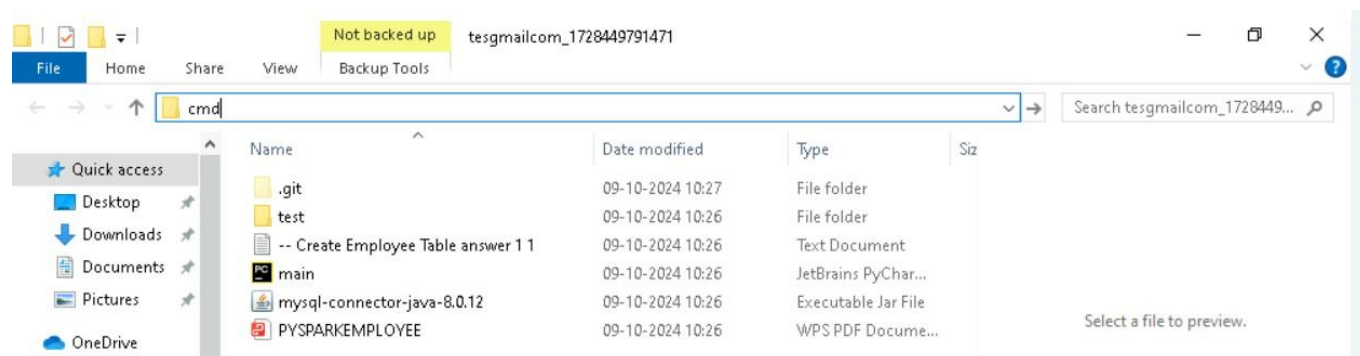 Not backed up tesgmailcom_1728449791471
File Home Share View Backup Tools
cmd Search tesgmailcom_1728449...
Name Date modified Type Siz
Quick access
.git 09-10-2024 10:27 File folder
Desktop
test 09-10-2024 10:26 File folder
Downloads
-- Create Employee Table answer 1 1 09-10-2024 10:26 Text Document
Documents
PC main 09-10-2024 10:26 JetBrains PyChar...
Pictures
mysql-connector-java-8.0.12 09-10-2024 10:26 Executable Jar File
PYSPARKEMPLOYEE 09-10-2024 10:26 WPS PDF Docume...
Select a file to preview.
OneDrive